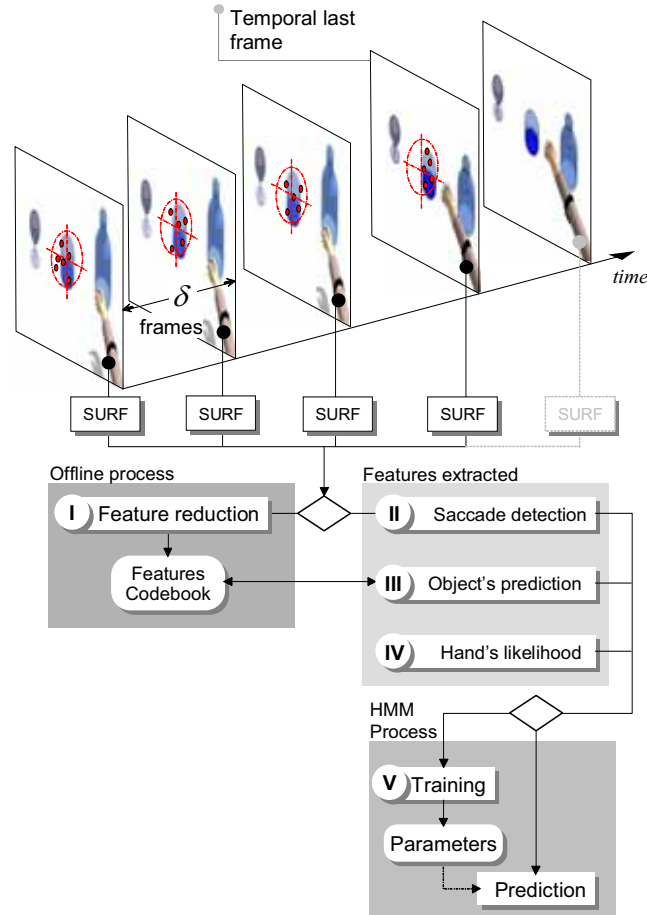 Temporal last
frame
δ
frames
time
SURF SURF SURF SURF SURF
Offline process
Features extracted
I Feature reduction
II Saccade detection
Features
Codebook
III Object's prediction
IV Hand's likelihood
HMM
Process
V Training
Parameters
Prediction